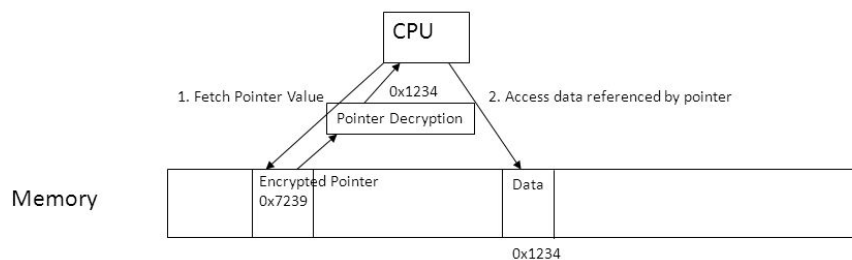 CPU
0x1234
1. Fetch Pointer Value
2. Access data referenced by pointer
Pointer Decryption
Encrypted Pointer
0x7239
Data
Memory
0x1234